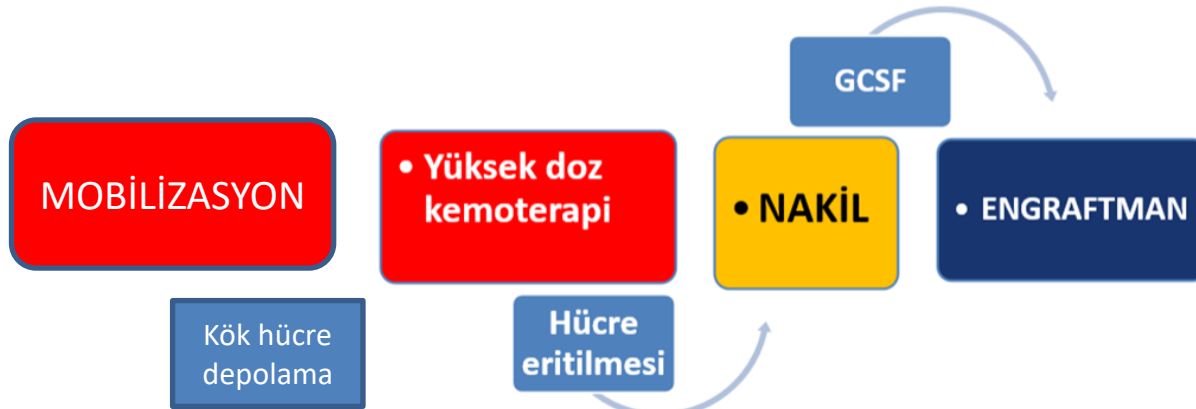 MOBİLİZASYON
Kök hücre
depolama
• Yüksek doz
kemoterapi
Hücre
eritilmesi
• NAKİL
GCSF
• ENGRAFTMAN